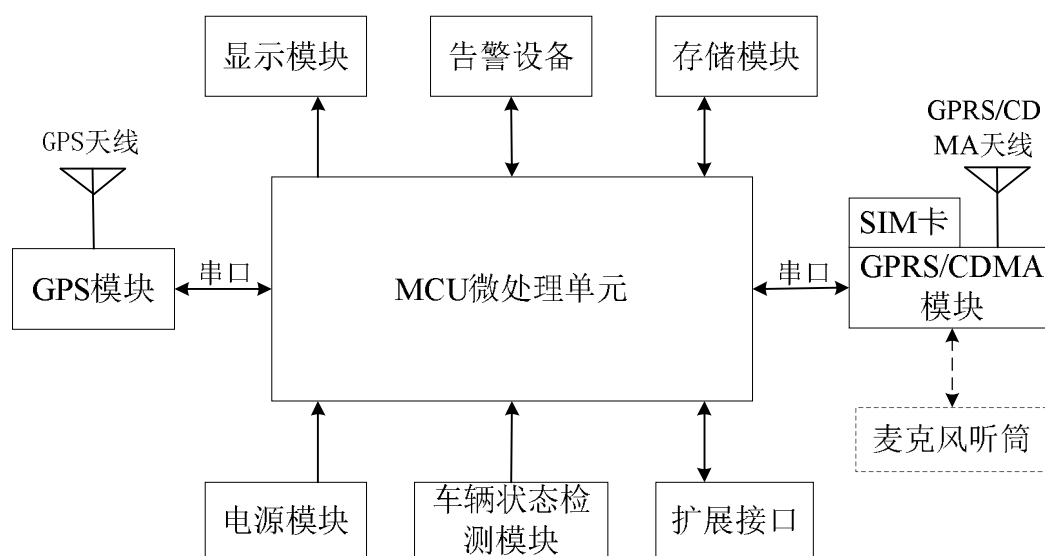 显示模块
告警设备
存储模块
GPS天线
GPRS/CD
MA天线
SIM卡
GPS模块
串口
MCU微处理单元
串口
GPRS/CDMA
模块
麦克风听筒
电源模块
车辆状态检
测模块
扩展接口